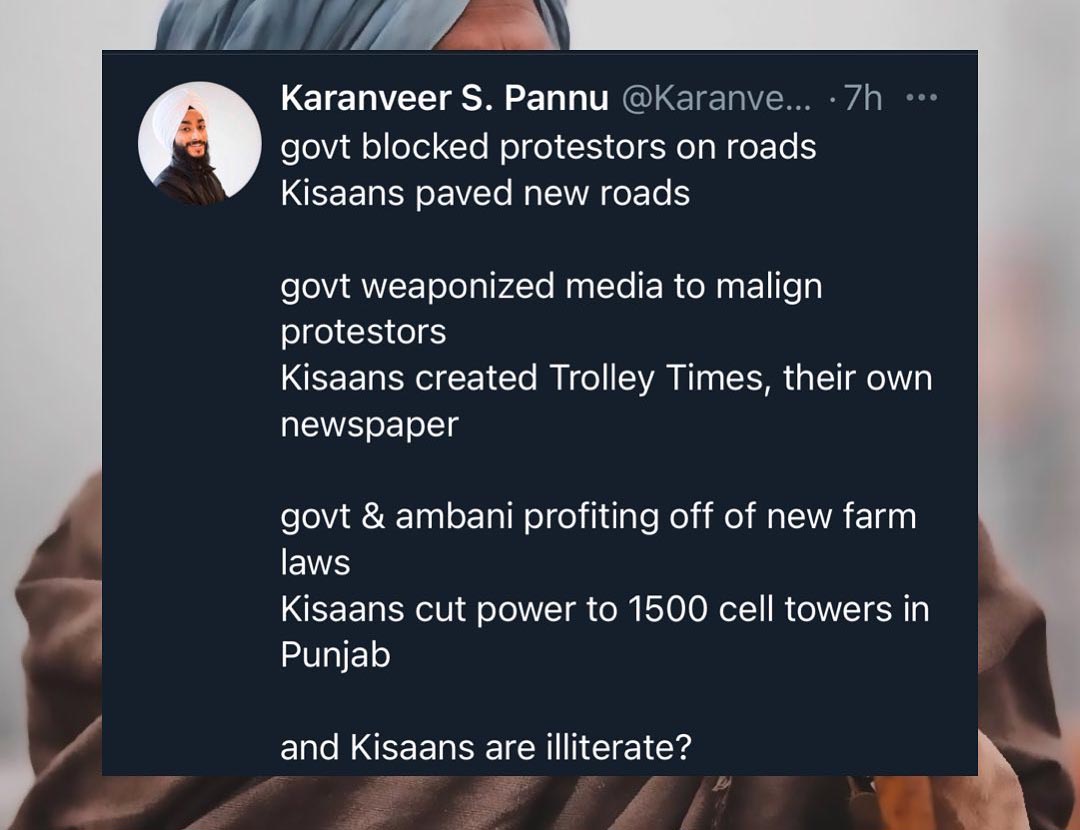 Karanveer S. Pannu @Karanve... · 7h
govt blocked protestors on roads
Kisaans paved new roads
govt weaponized media to malign
protestors
Kisaans created Trolley Times, their own
newspaper
govt & ambani profiting off of new farm
laws
Kisaans cut power to 1500 cell towers in
Punjab
and Kisaans are illiterate?